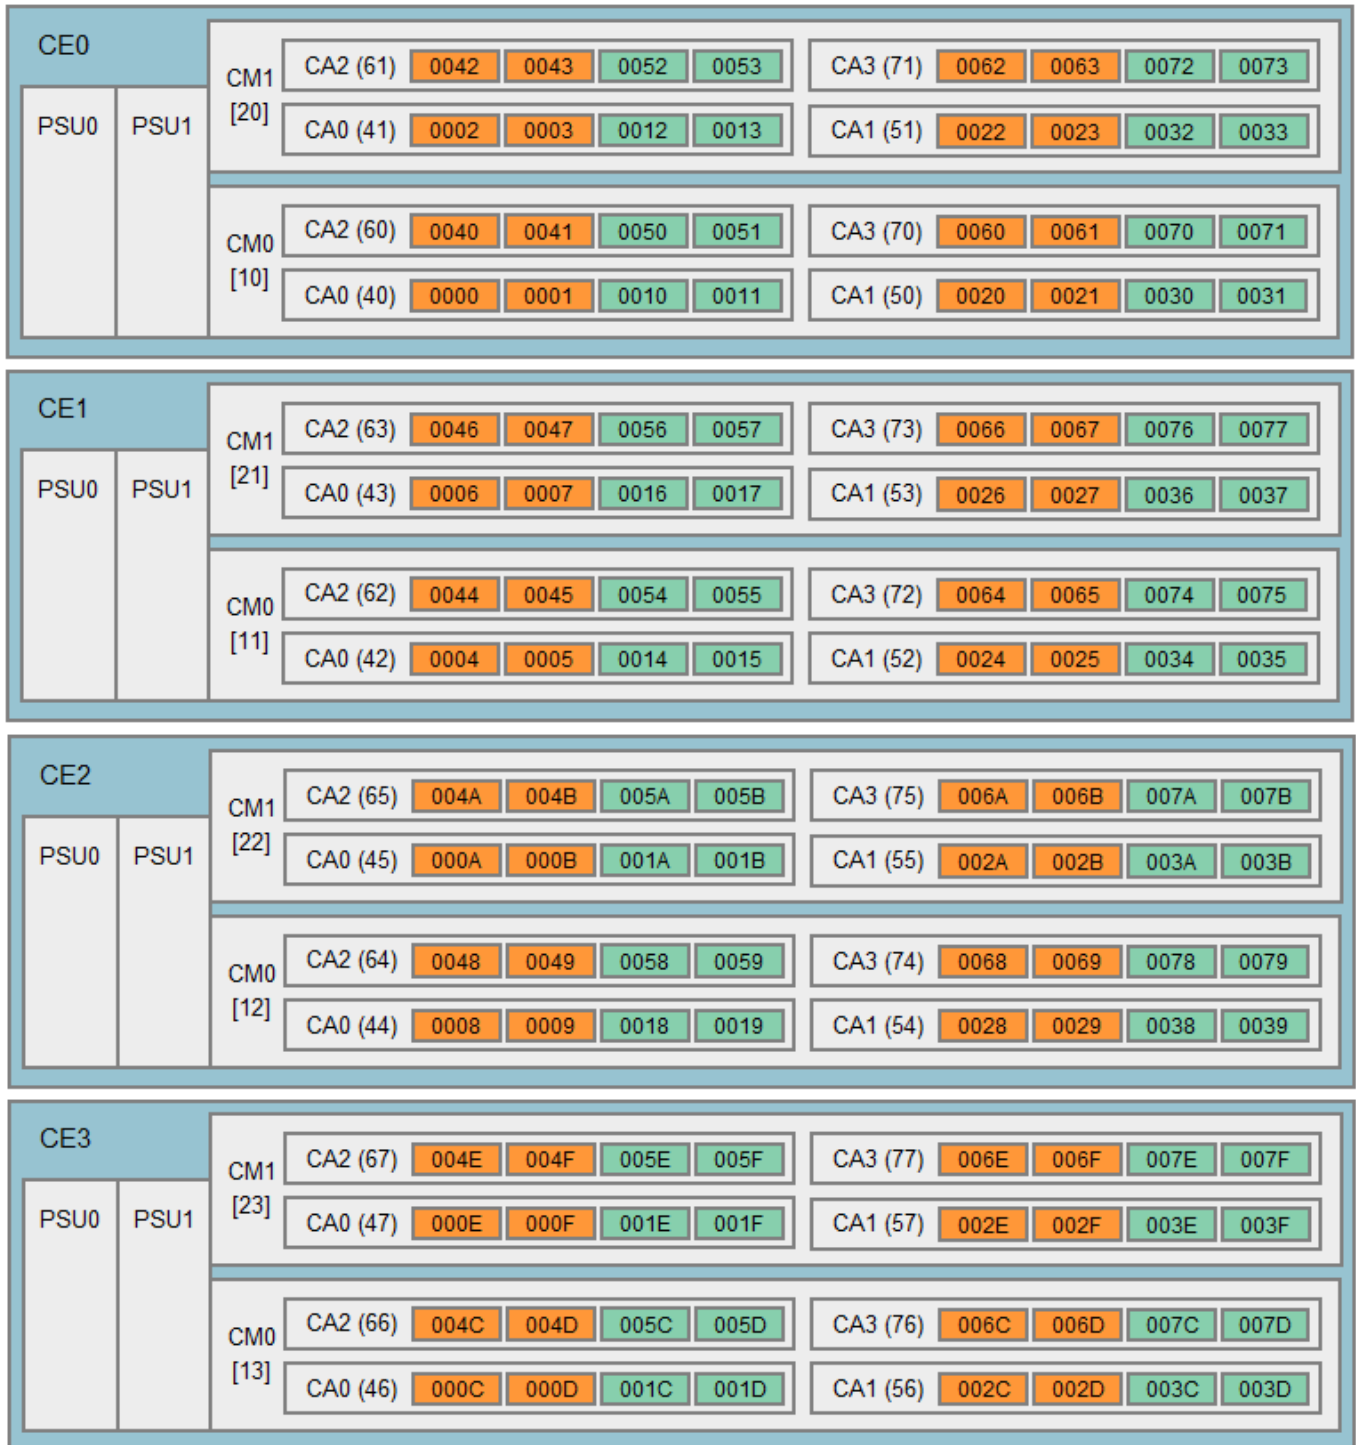 CE0
PSU0 PSU1
CM1
[20]
CA2 (61) 0042 0043 0052 0053 CA3 (71) 0062 0063 0072 0073
CA0 (41) 0002 0003 0012 0013 CA1 (51) 0022 0023 0032 0033
CM0
[10]
CA2 (60) 0040 0041 0050 0051 CA3 (70) 0060 0061 0070 0071
CA0 (40) 0000 0001 0010 0011 CA1 (50) 0020 0021 0030 0031
CE1
PSU0 PSU1
CM1
[21]
CA2 (63) 0046 0047 0056 0057 CA3 (73) 0066 0067 0076 0077
CA0 (43) 0006 0007 0016 0017 CA1 (53) 0026 0027 0036 0037
CM0
[11]
CA2 (62) 0044 0045 0054 0055 CA3 (72) 0064 0065 0074 0075
CA0 (42) 0004 0005 0014 0015 CA1 (52) 0024 0025 0034 0035
CE2
PSU0 PSU1
CM1
[22]
CA2 (65) 004A 004B 005A 005B CA3 (75) 006A 006B 007A 007B
CA0 (45) 000A 000B 001A 001B CA1 (55) 002A 002B 003A 003B
CM0
[12]
CA2 (64) 0048 0049 0058 0059 CA3 (74) 0068 0069 0078 0079
CA0 (44) 0008 0009 0018 0019 CA1 (54) 0028 0029 0038 0039
CE3
PSU0 PSU1
CM1
[23]
CA2 (67) 004E 004F 005E 005F CA3 (77) 006E 006F 007E 007F
CA0 (47) 000E 000F 001E 001F CA1 (57) 002E 002F 003E 003F
CM0
[13]
CA2 (66) 004C 004D 005C 005D CA3 (76) 006C 006D 007C 007D
CA0 (46) 000C 000D 001C 001D CA1 (56) 002C 002D 003C 003D